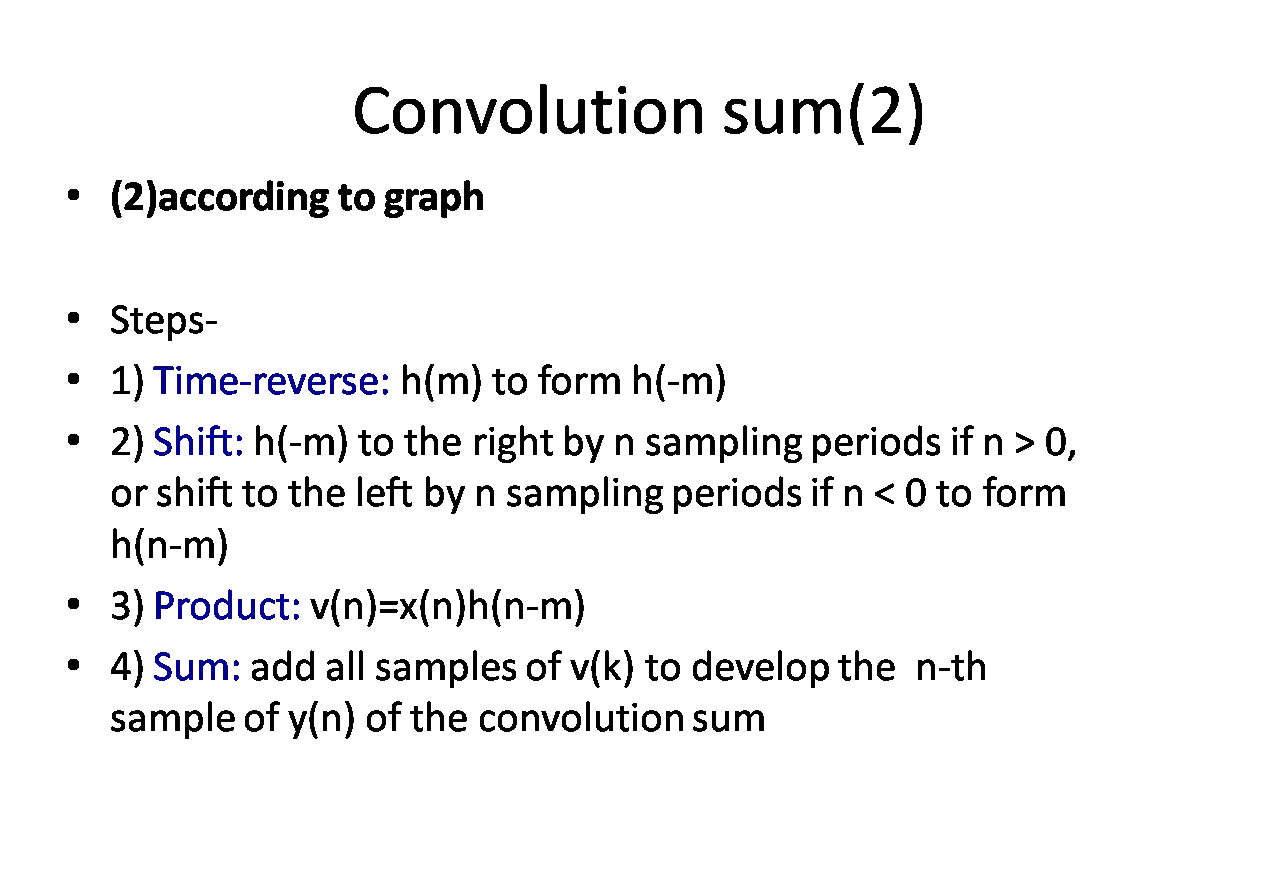 Convolution sum(2)
• (2)according to graph
• Steps-
• 1) Time-reverse: h(m) to form h(-m)
• 2) Shift: h(-m) to the right by n sampling periods if n > 0,
or shift to the left by n sampling periods if n < 0 to form
h(n-m)
• 3) Product: v(n)=x(n)h(n-m)
• 4) Sum: add all samples of v(k) to develop the  n-th
sample of y(n) of the convolution sum